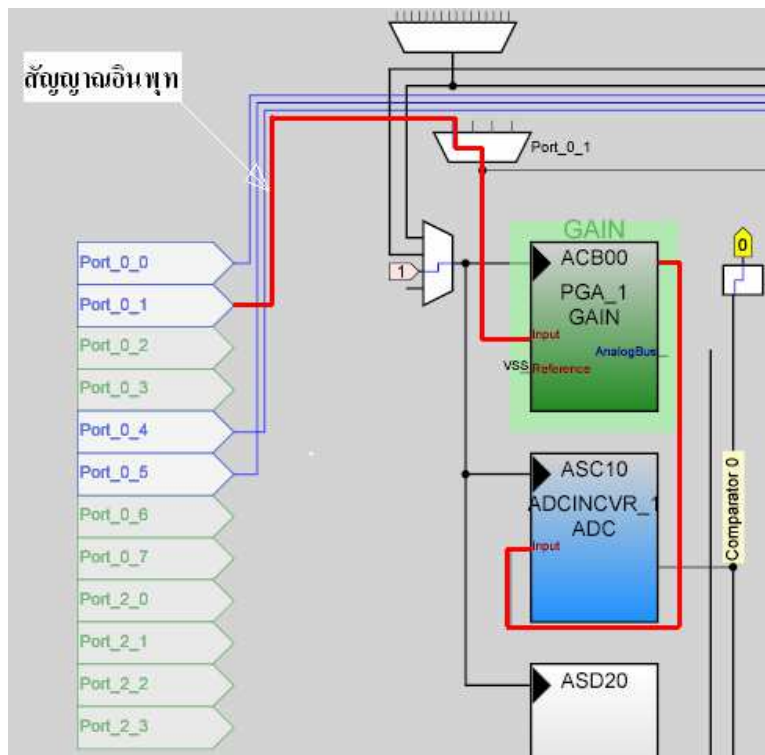 สัญญาณอินพุท
Port_0_1
Port_0_0
Port_0_1
Port_0_2
Port_0_3
Port_0_4
Port_0_5
Port_0_6
Port_0_7
Port_2_0
Port_2_1
Port_2_2
Port_2_3
1
GAIN
ACB00
PGA_1
GAIN
Input
AnalogBus
VSS
Reference
0
ASC10
ADCINCVR_1
ADC
Input
Comparator 0
ASD20